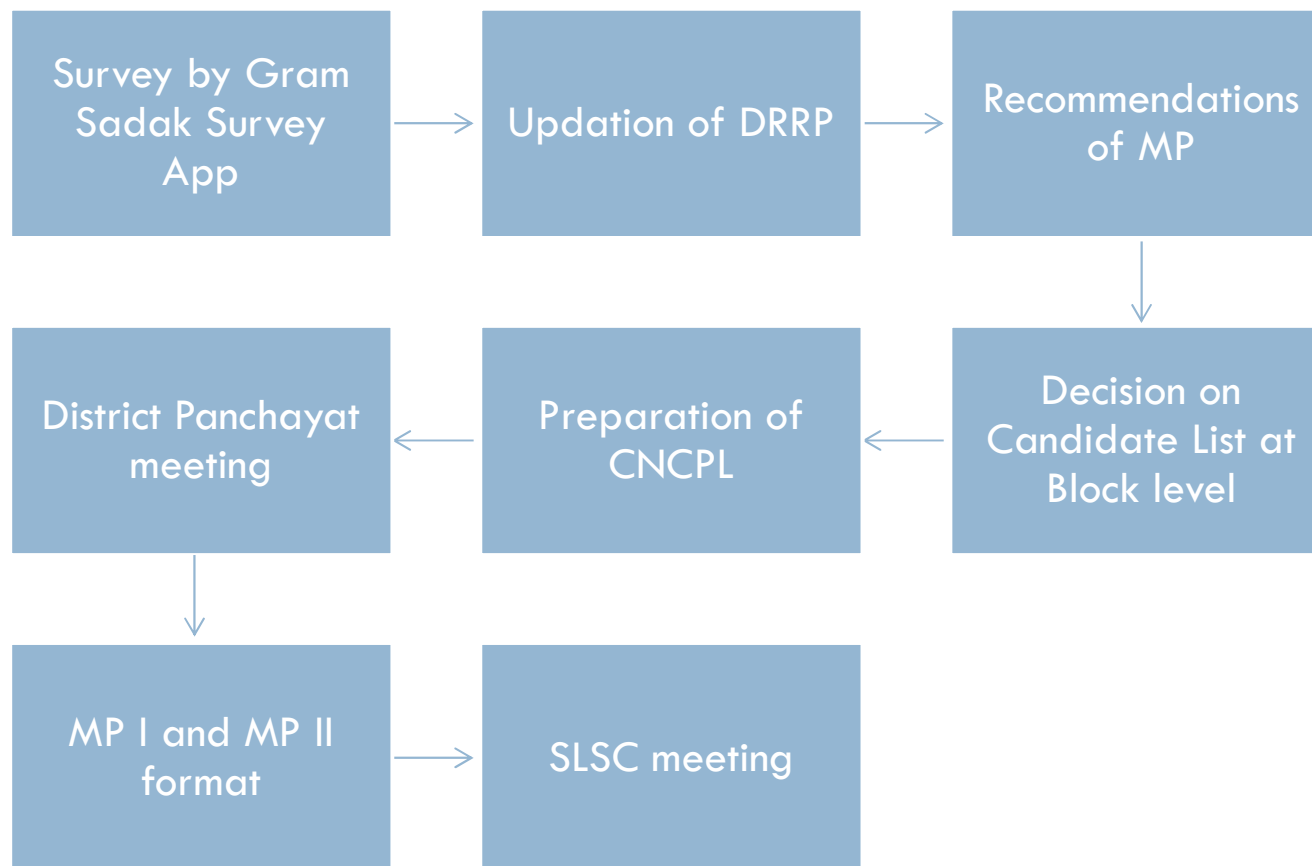 Survey by Gram
Sadak Survey
App
Updation of DRRP
Recommendations
of MP
Decision on
Candidate List at
Block level
Preparation of
CNCPL
District Panchayat
meeting
MP I and MP II
format
SLSC meeting